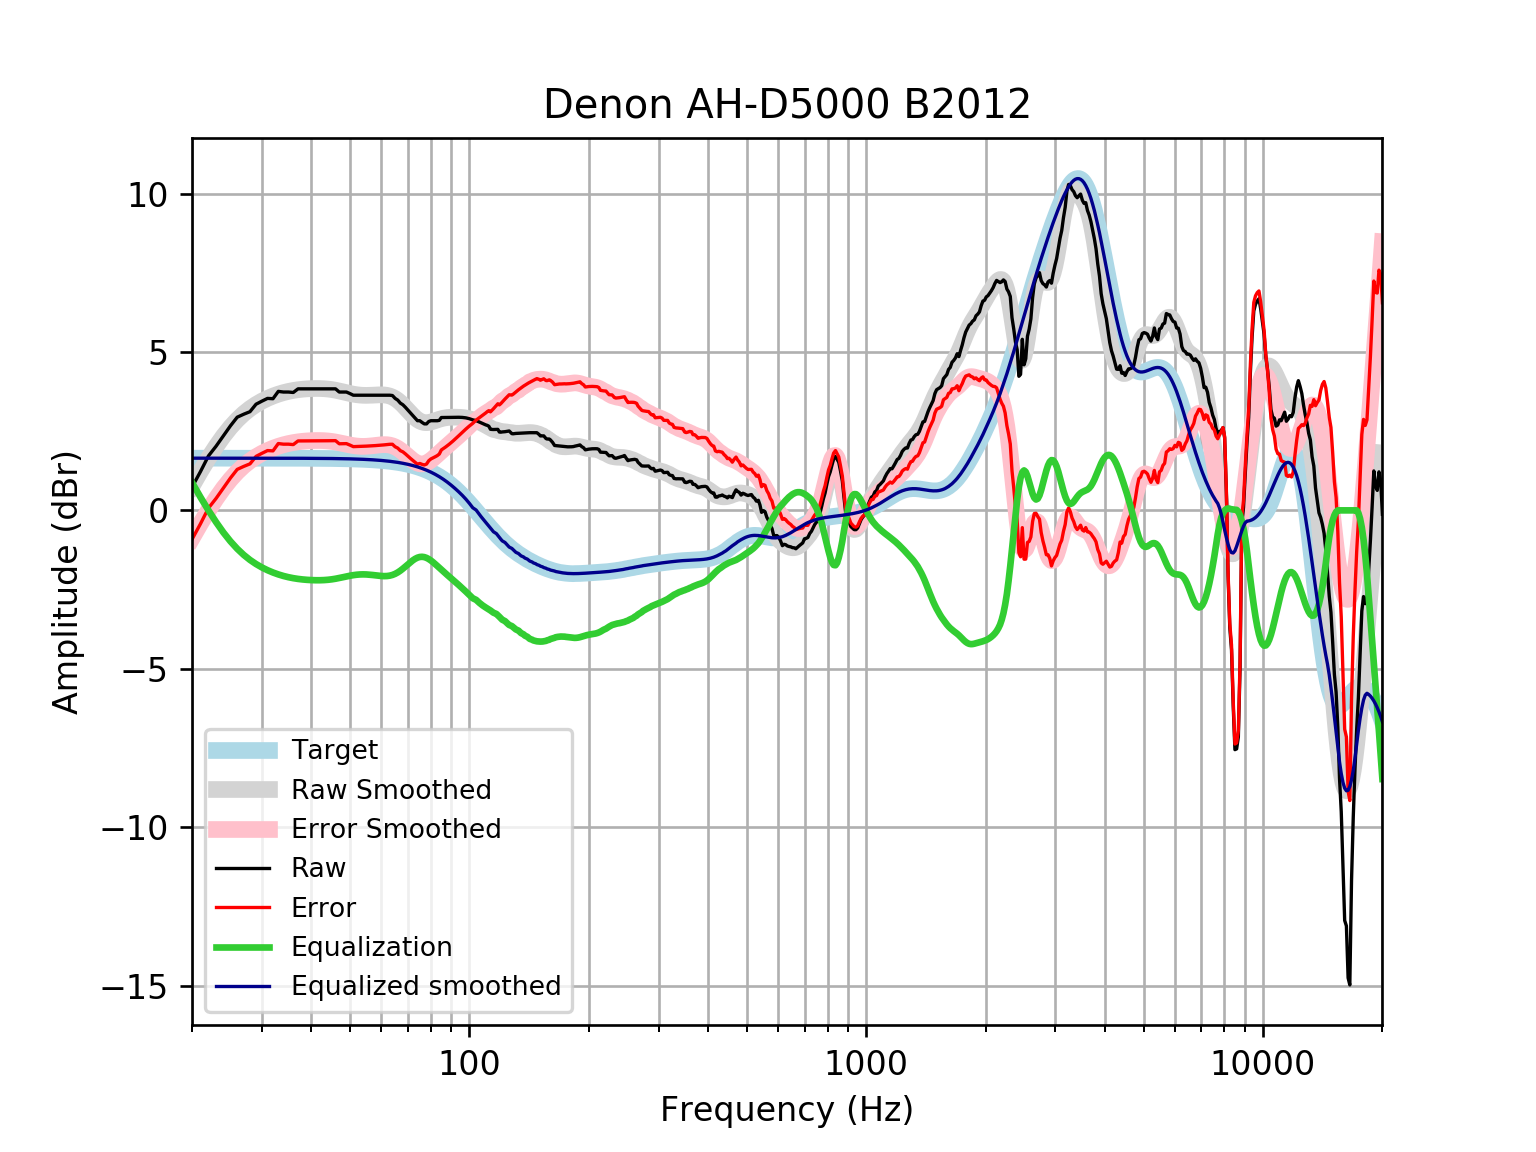 Denon AH-D5000 B2012
Amplitude (dBr)
10
5
0
−5
−10
−15
Target
Raw Smoothed
Error Smoothed
Raw
Error
Equalization
Equalized smoothed
100
1000
10000
Frequency (Hz)